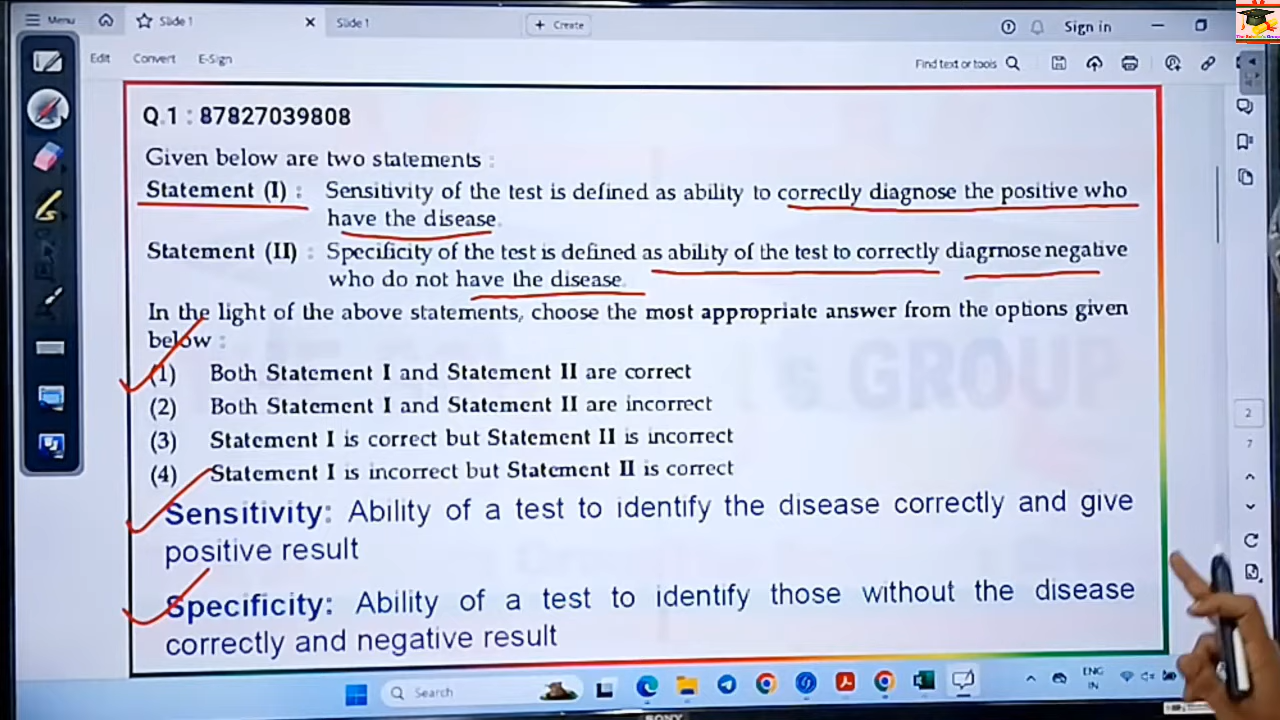 Menu
Slide 1
Slide 1
+ Create
Sign in
Edit Convert E-Sign
Find text or tools
Q.1 : 87827039808
Given below are two statements :
Statement (I) : Sensitivity of the test is defined as ability to correctly diagnose the positive who
have the disease.
Statement (II) : Specificity of the test is defined as ability of the test to correctly diagrnose negative
who do not have the disease.
In the light of the above statements, choose the most appropriate answer from the options given
below :
(1) Both Statement I and Statement II are correct
(2) Both Statement I and Statement II are incorrect
(3) Statement I is correct but Statement II is incorrect
(4) Statement I is incorrect but Statement II is correct
Sensitivity: Ability of a test to identify the disease correctly and give
positive result
Specificity: Ability of a test to identify those without the disease
correctly and negative result
s GROUP
2
7
Search
ENG
IN
SONY